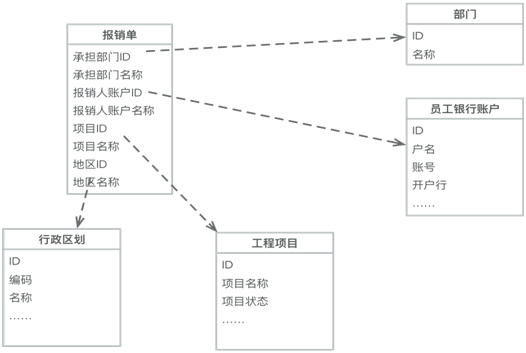 报销单
承担部门ID
承担部门名称
报销人账户ID
报销人账户名称
项目ID
项目名称
地区ID
地区名称
部门
ID
名称
员工银行账户
ID
户名
账号
开户行
……
行政区划
ID
编码
名称
……
工程项目
ID
项目名称
项目状态
……